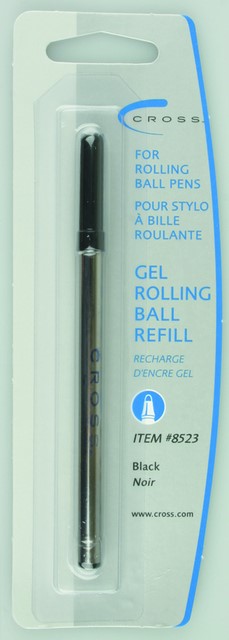 CROSS
FOR
ROLLING
BALL PENS
POUR STYLO
À BILLE
ROULANTE
GEL
ROLLING
BALL
REFILL
RECHARGE
D'ENCRE GEL
ITEM #8523
Black
Noir
www.cross.com
CROSS